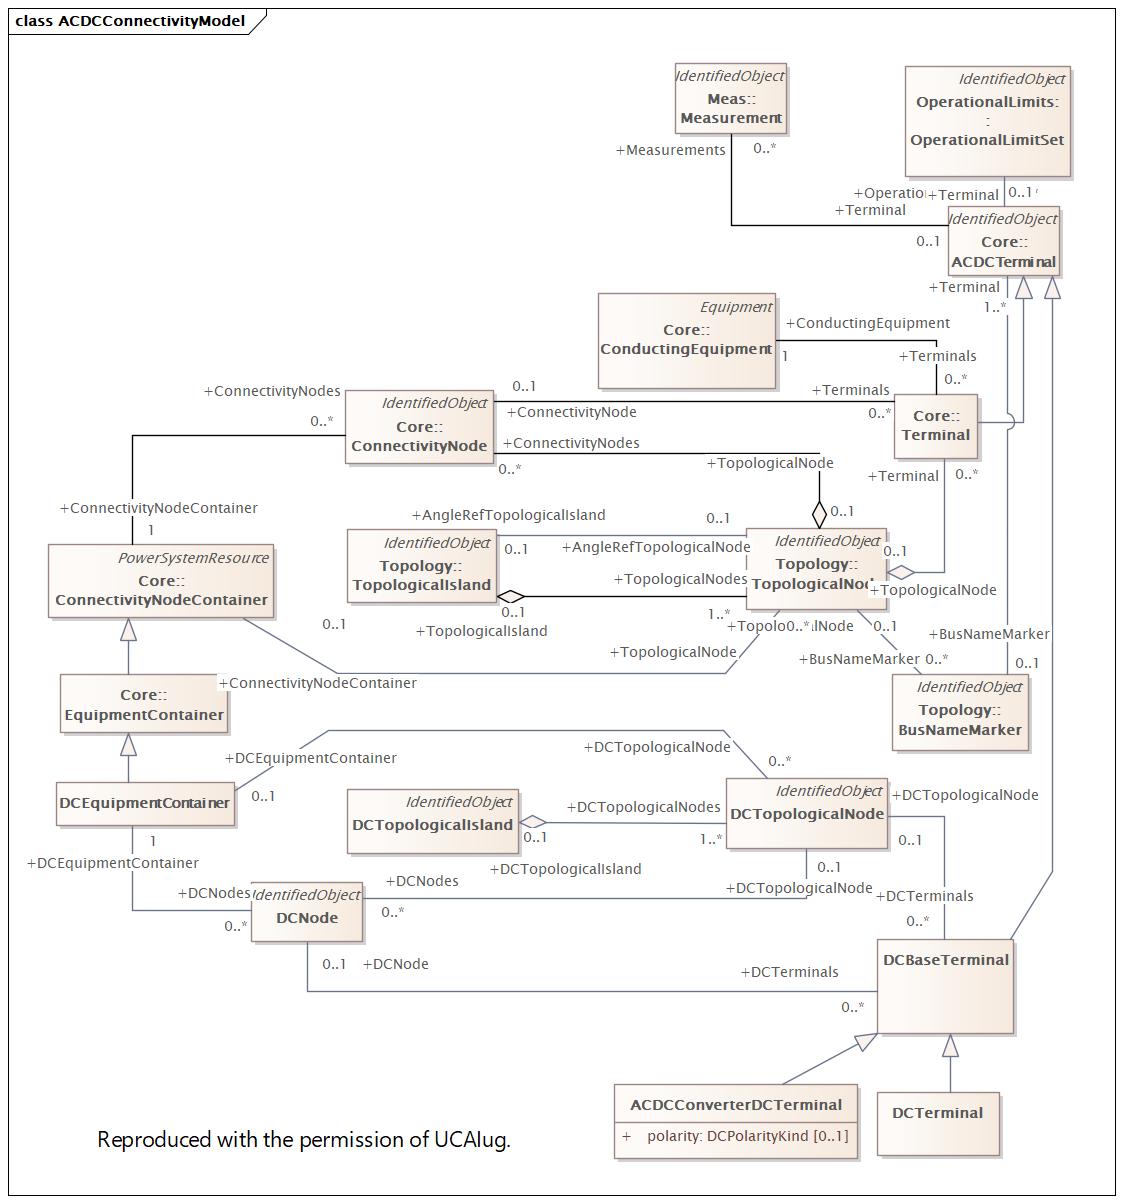 class ACDCConnectivityModel
IdentifiedObject
Meas::
Measurement
IdentifiedObject
OperationalLimits:
:
OperationalLimitSet
+Measurements
0..*
+Terminal
0..1
+Terminal
0..1
IdentifiedObject
Core::
ACDCTerminal
+Terminal
1..*
Equipment
Core::
ConductingEquipment
+ConductingEquipment
1
+Terminals
0..*
+ConnectivityNodes
0..*
IdentifiedObject
Core::
ConnectivityNode
0..1
+ConnectivityNode
+Terminals
0..*
Core::
Terminal
+ConnectivityNodes
0..*
+TopologicalNode
0..1
+Terminal
0..*
+ConnectivityNodeContainer
1
+AngleRefTopologicalIsland
0..1
0..1
+AngleRefTopologicalNode
IdentifiedObject
Topology::
TopologicalIsland
IdentifiedObject
Topology::
0..1
+TopologicalNode
PowerSystemResource
Core::
ConnectivityNodeContainer
+TopologicalNodes
0..1
1..*
+TopologicalIsland
0..1
0..*
0..1
+BusNameMarker
+TopologicalNode
+BusNameMarker
0..*
0..1
+ConnectivityNodeContainer
Core::
EquipmentContainer
IdentifiedObject
Topology::
BusNameMarker
+DCEquipmentContainer
0..1
+DCTopologicalNode
0..*
DCEquipmentContainer
IdentifiedObject
DCTopologicalIsland
+DCTopologicalNodes
0..1
1..*
+DCTopologicalIsland
IdentifiedObject
DCTopologicalNode
+DCTopologicalNode
0..1
1
+DCEquipmentContainer
+DCNodes
0..*
IdentifiedObject
DCNode
+DCNodes
0..*
0..1
+DCTopologicalNode
+DCTerminals
0..*
0..1
+DCNode
+DCTerminals
0..*
DCBaseTerminal
ACDCConverterDCTerminal
+ polarity: DCPolarityKind [0..1]
DCTerminal
Reproduced with the permission of UCAIug.